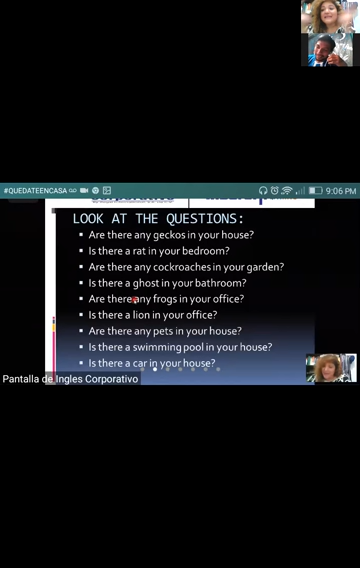 #QUEDATEENCASA
9:06 PM
LOOK AT THE QUESTIONS:
Are there any geckos in your house?
Is there a rat in your bedroom?
Are there any cockroaches in your garden?
Is there a ghost in your bathroom?
Are there any frogs in your office?
Is there a lion in your office?
Are there any pets in your house?
Is there a swimming pool in your house?
Is there a car in your house?
Pantalla de Ingles Corporativo